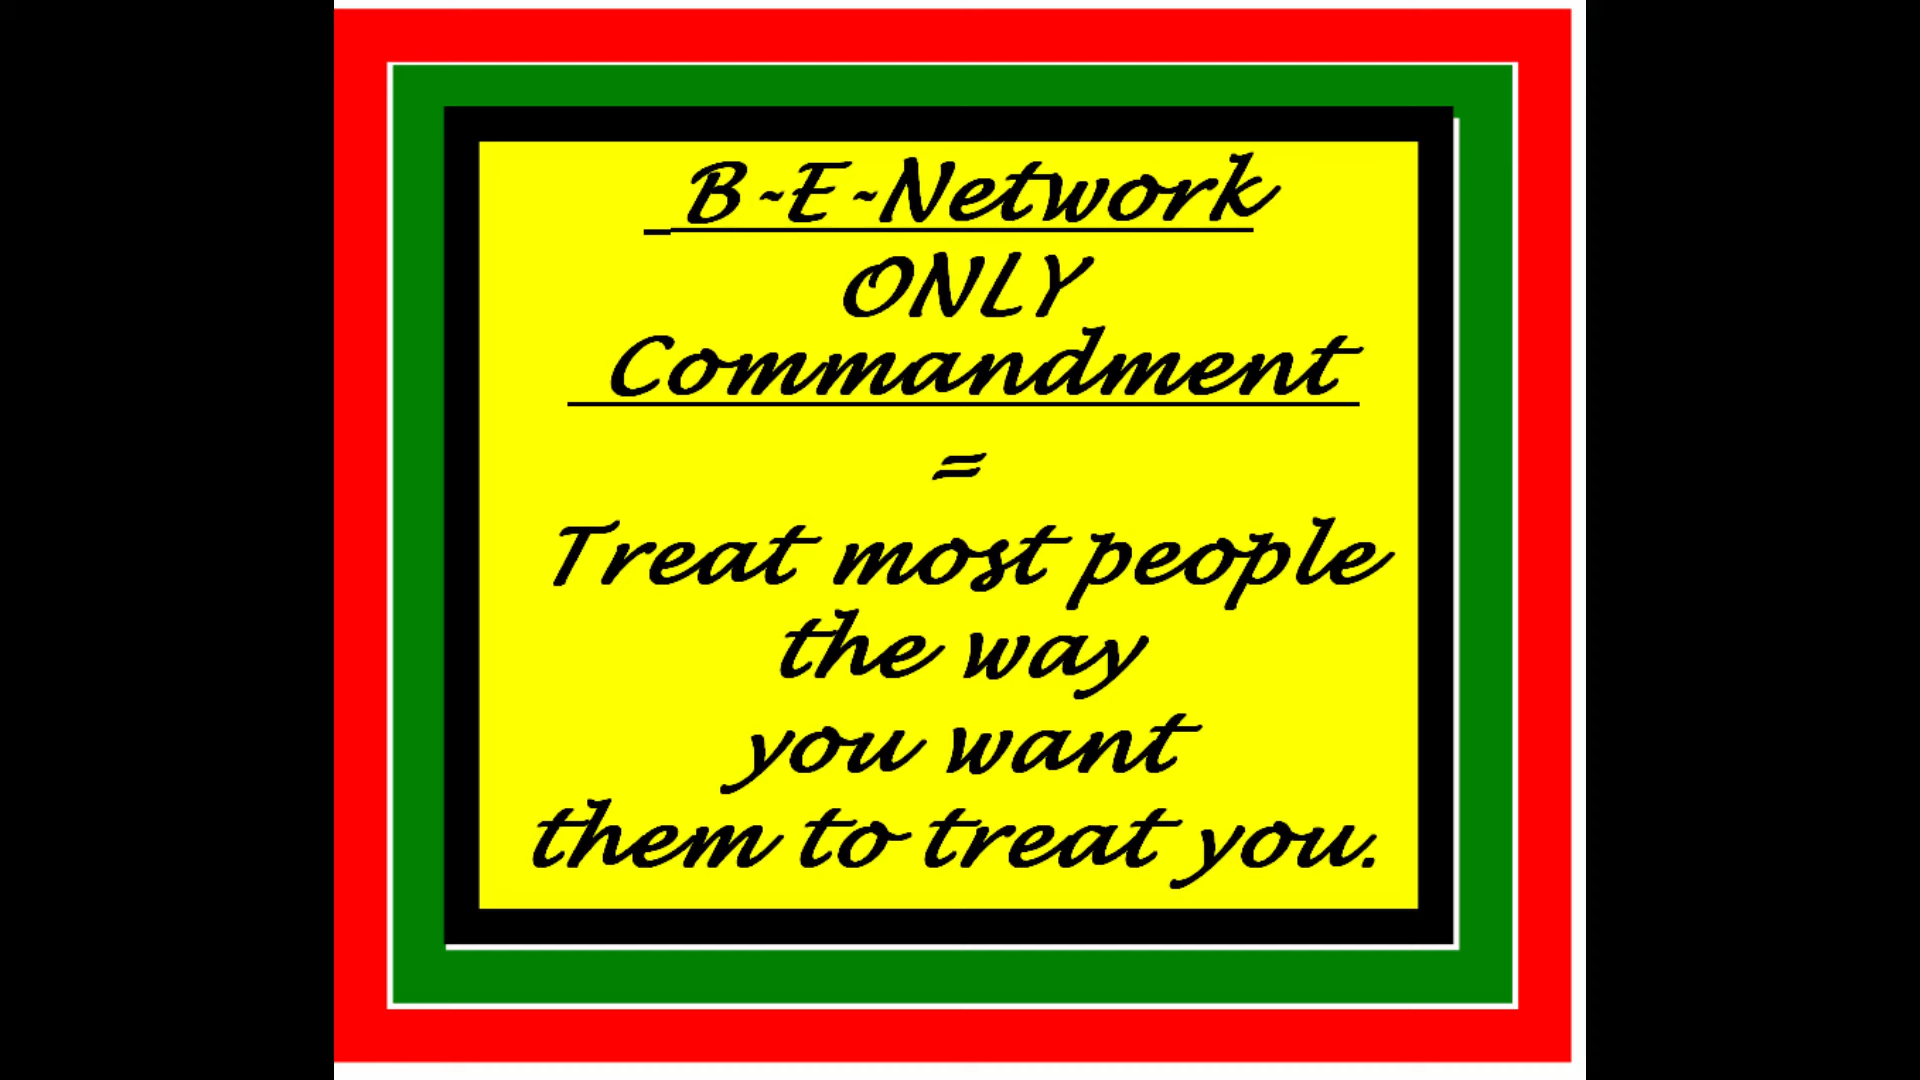 B-E-Network
ONLY
Commandment
=
Treat most people
the way
you want
them to treat you.